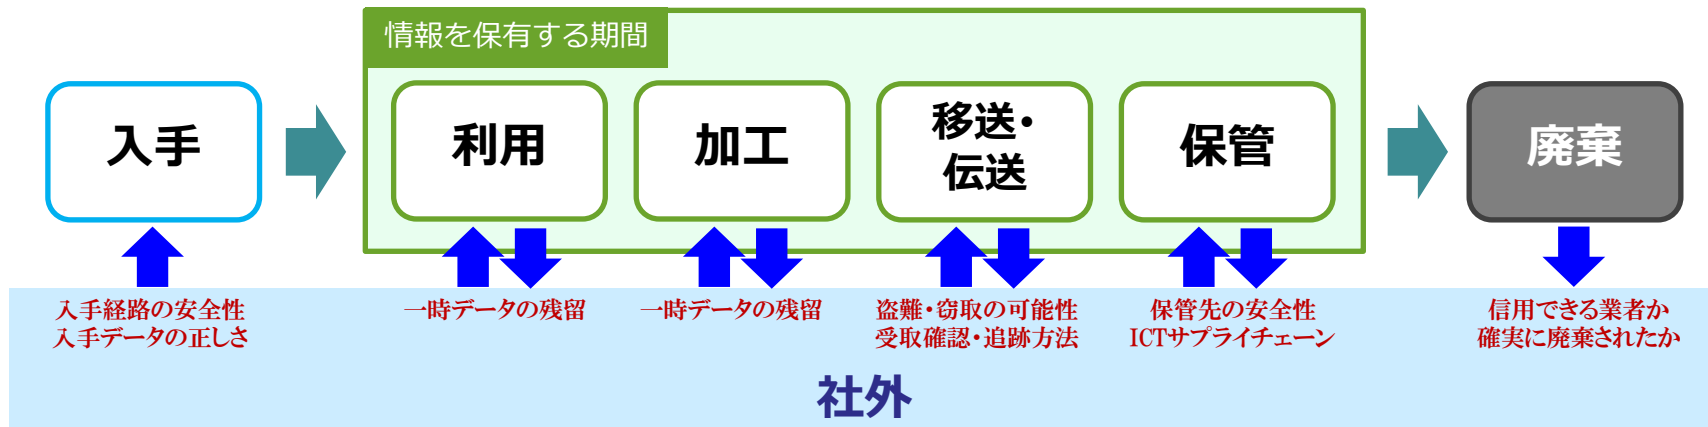 情報を保有する期間
入手
利用
加工
移送・
伝送
保管
廃棄
入手経路の安全性
入手データの正しさ
一時データの残留
一時データの残留
盗難・窃取の可能性
受取確認・追跡方法
保管先の安全性
ICTサプライチェーン
信用できる業者か
確実に廃棄されたか
社外